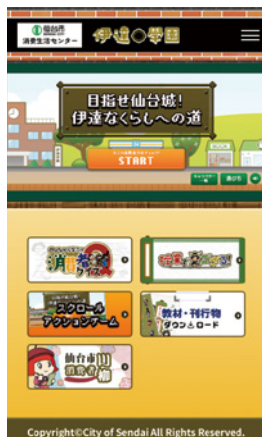 仙台市
消費生活センター
伊達○学園
目指せ仙台城！
伊達なくらしへの道
START
遊び方
消費者クイズ
スクロール
アクションゲーム
教材・刊行物
ダウンロード
仙台市
消費者
川柳
Copyright©City of Sendai All Rights Reserved.